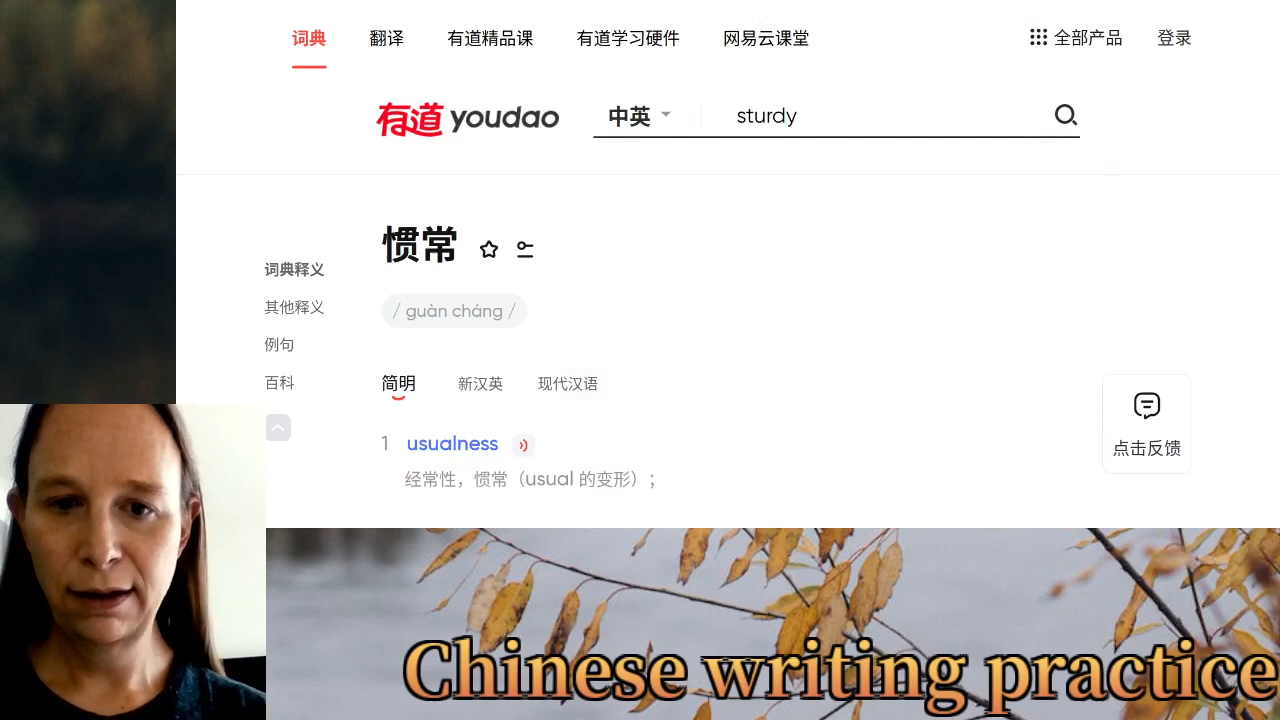 词典 翻译 有道精品课 有道学习硬件 网易云课堂 全部产品 登录
有道 youdao 中英 sturdy
惯常
词典释义
其他释义
/ guàn cháng /
例句
百科
简明 新汉英 现代汉语
1 usualness
经常性，惯常（usual 的变形）；
点击反馈
Chinese writing practice